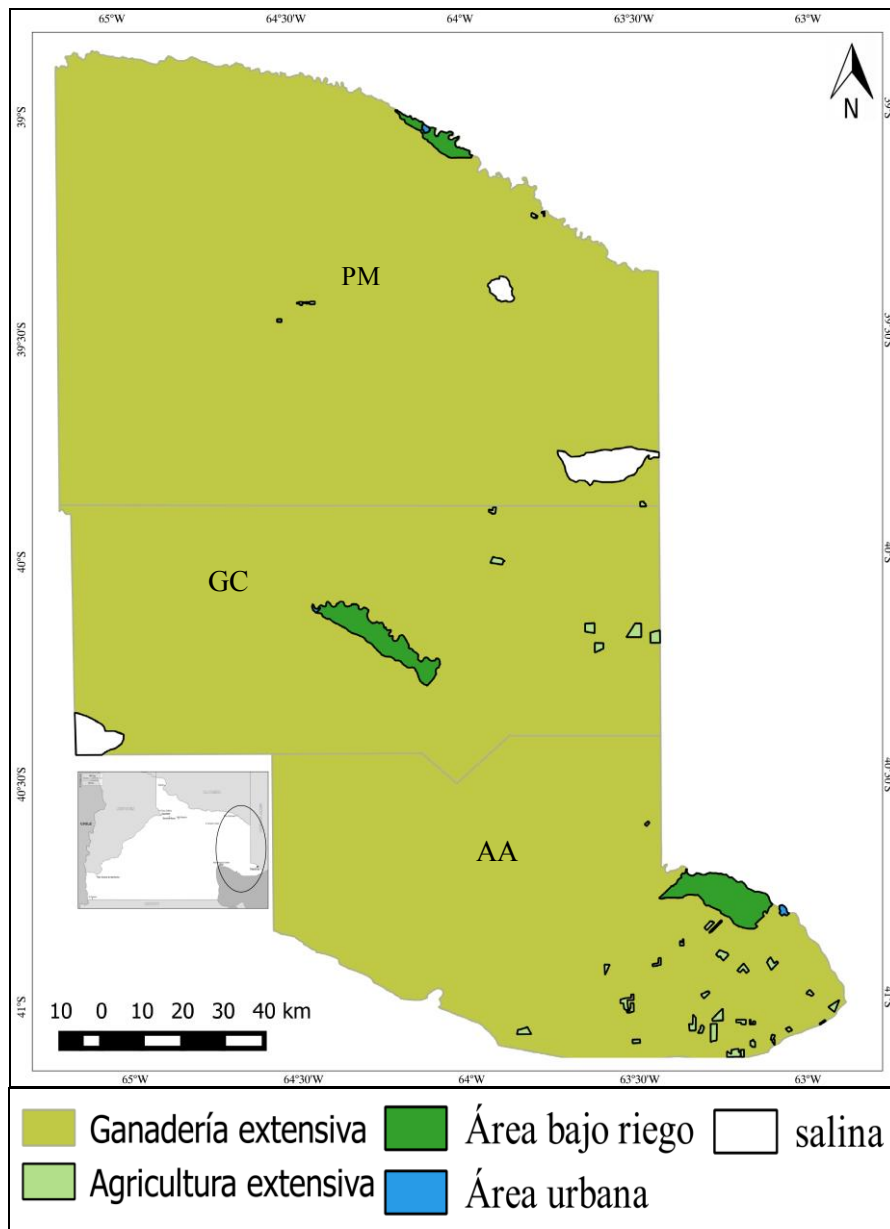 65°W 64°30'W 64°W 63°30'W 63°W
39°S
39°S
N
PM
39°30'S
39°30'S
40°S
40°S
GC
40°30'S
40°30'S
AA
41°S
41°S
10 0 10 20 30 40 km
65°W 64°30'W 64°W 63°30'W 63°W
Ganadería extensiva Área bajo riego salina
Agricultura extensiva Área urbana